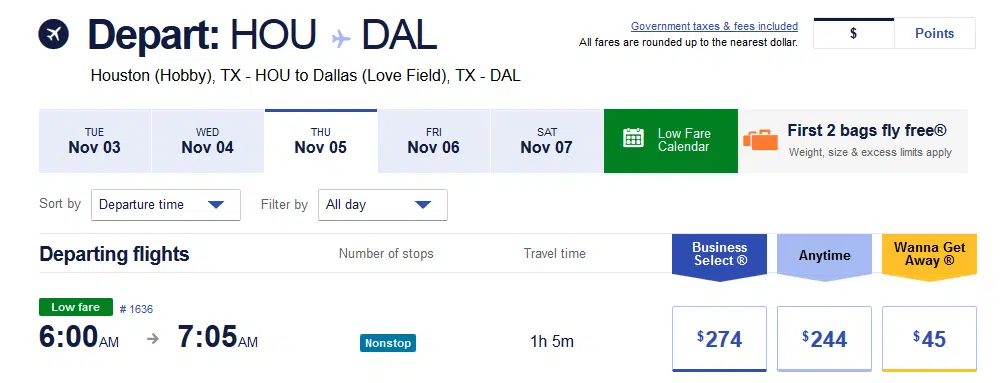 Depart: HOU DAL
Government taxes & fees included
All fares are rounded up to the nearest dollar.
$
Points
Houston (Hobby), TX - HOU to Dallas (Love Field), TX - DAL
TUE
Nov 03
WED
Nov 04
THU
Nov 05
FRI
Nov 06
SAT
Nov 07
Low Fare
Calendar
First 2 bags fly free®
Weight, size & excess limits apply
Sort by
Departure time
Filter by
All day
Departing flights
Number of stops
Travel time
Business
Select ®
Anytime
Wanna Get
Away ®
Low fare
# 1636
6:00AM
7:05AM
Nonstop
1h 5m
$274
$244
$45